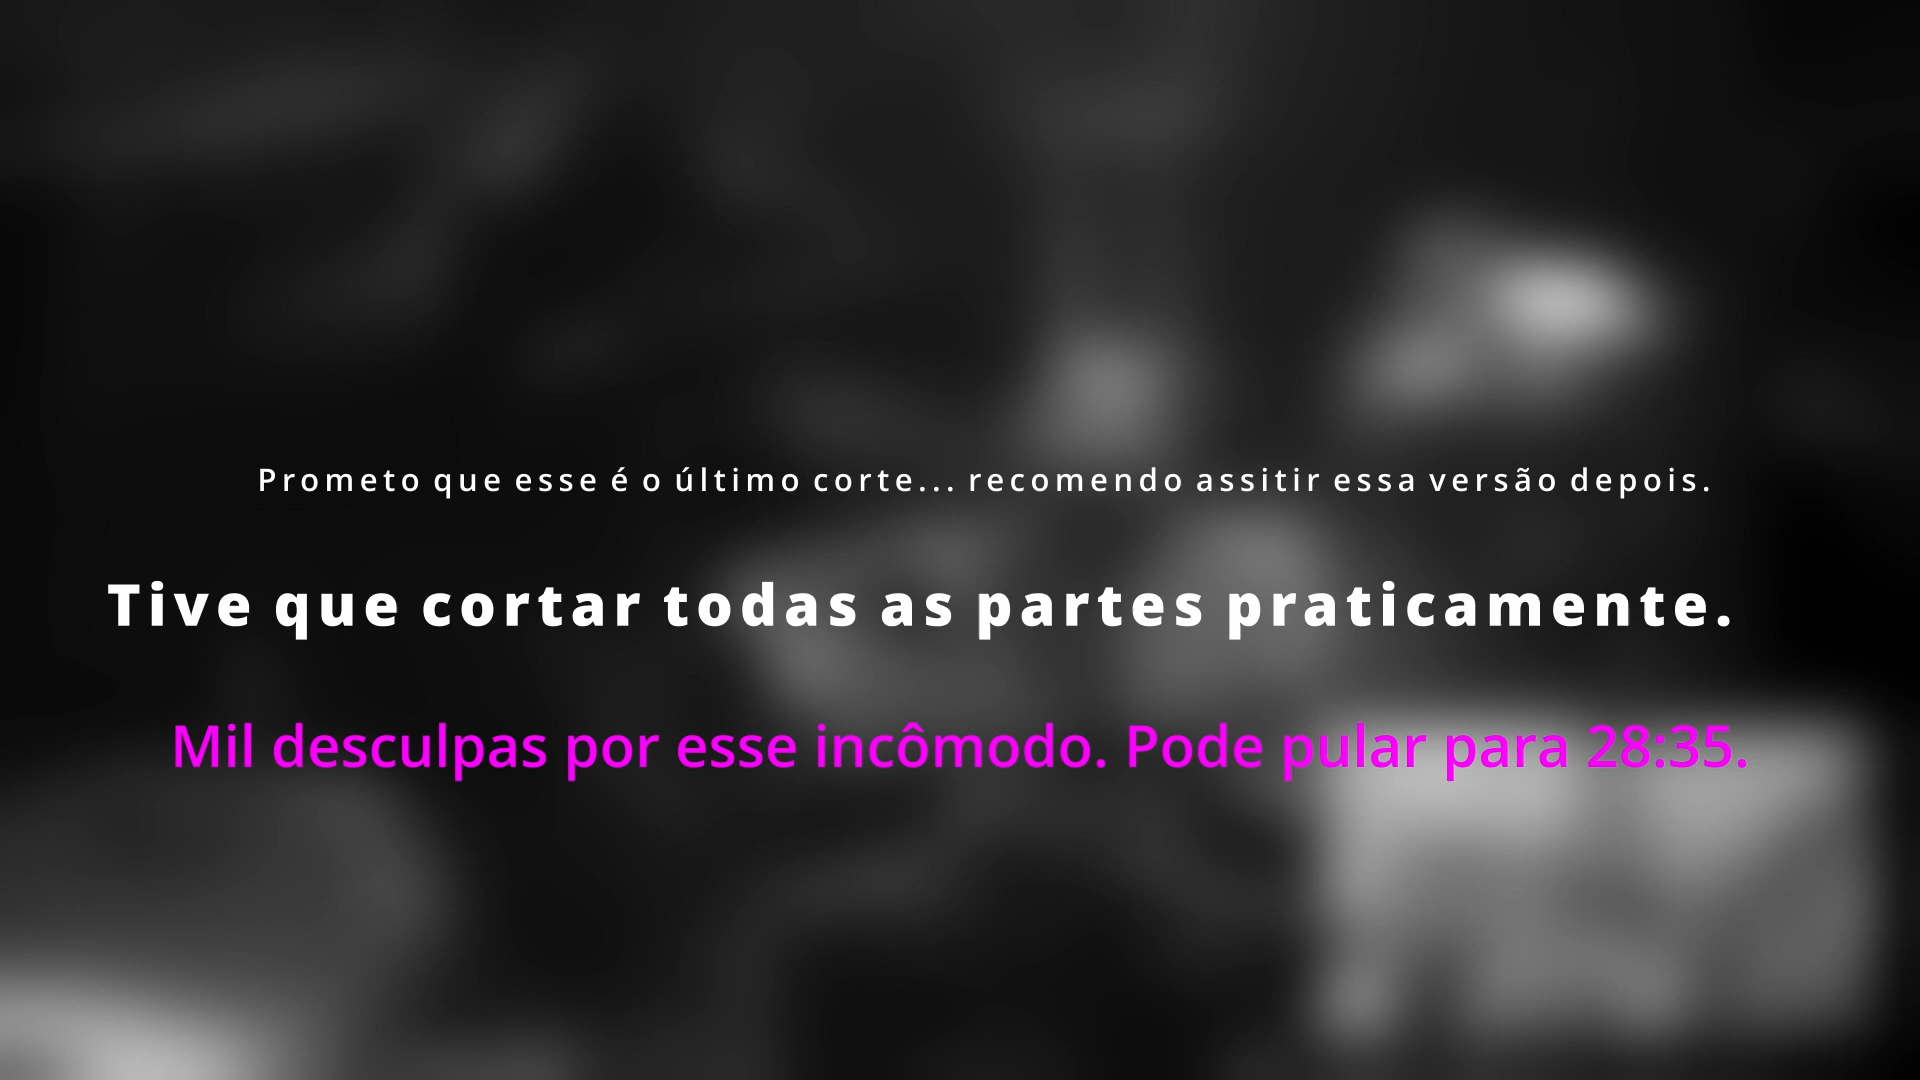 Prometo que esse é o último corte... recomendo assitir essa versão depois.
Tive que cortar todas as partes praticamente.
Mil desculpas por esse incômodo. Pode pular para 28:35.